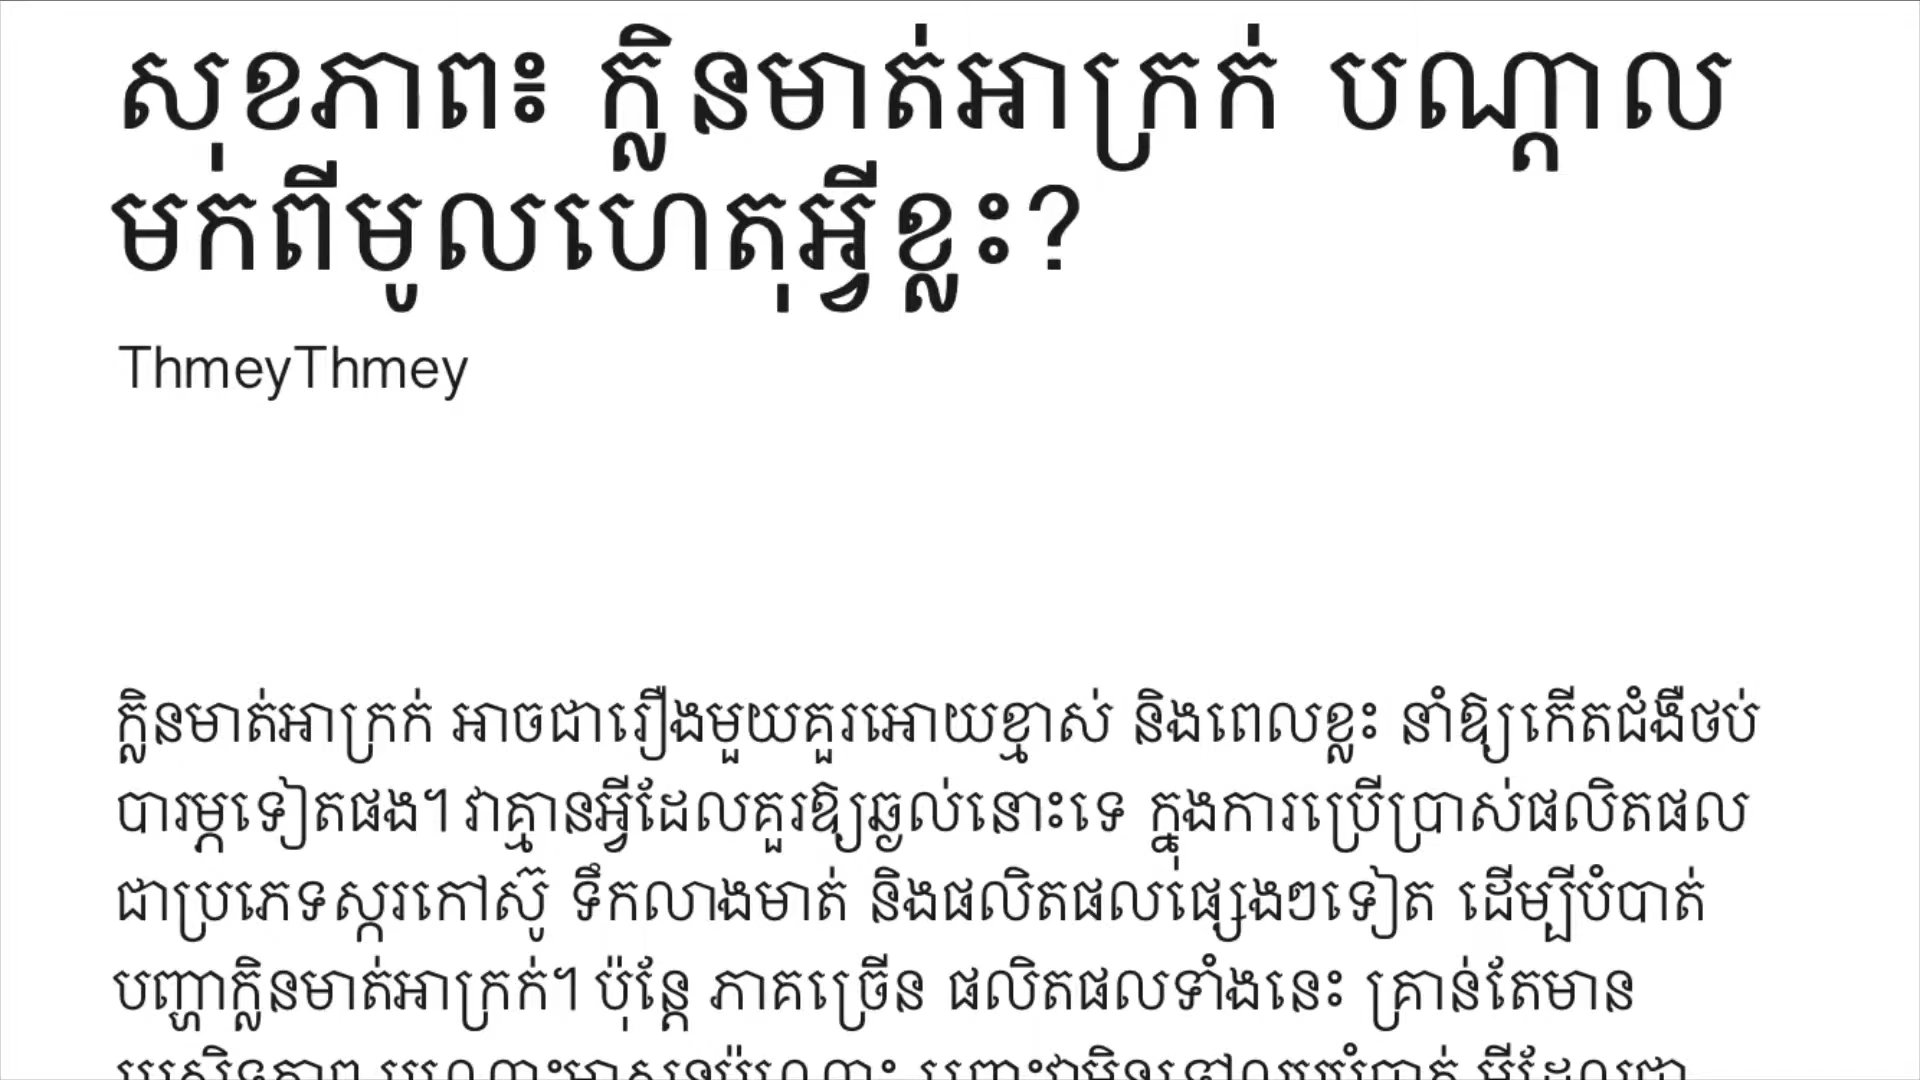 សុខភាព៖ ក្លិនមាត់អាក្រក់ បណ្ដាល
មកពីមូលហេតុអ្វីខ្លះ?
ThmeyThmey
ក្លិនមាត់អាក្រក់ អាចជារឿងមួយគួរអោយខ្មាស់ និងពេលខ្លះ នាំឱ្យកើតជំងឺថប់
បារម្ភទៀតផង។ វាគ្មានអ្វីដែលគួរឱ្យឆ្ងល់នោះទេ ក្នុងការប្រើប្រាស់ផលិតផល
ជាប្រភេទស្ករកៅស៊ូ ទឹកលាងមាត់ និងផលិតផលផ្សេងៗទៀត ដើម្បីបំបាត់
បញ្ហាក្លិនមាត់អាក្រក់។ ប៉ុន្តែ ភាគច្រើន ផលិតផលទាំងនេះ គ្រាន់តែមាន